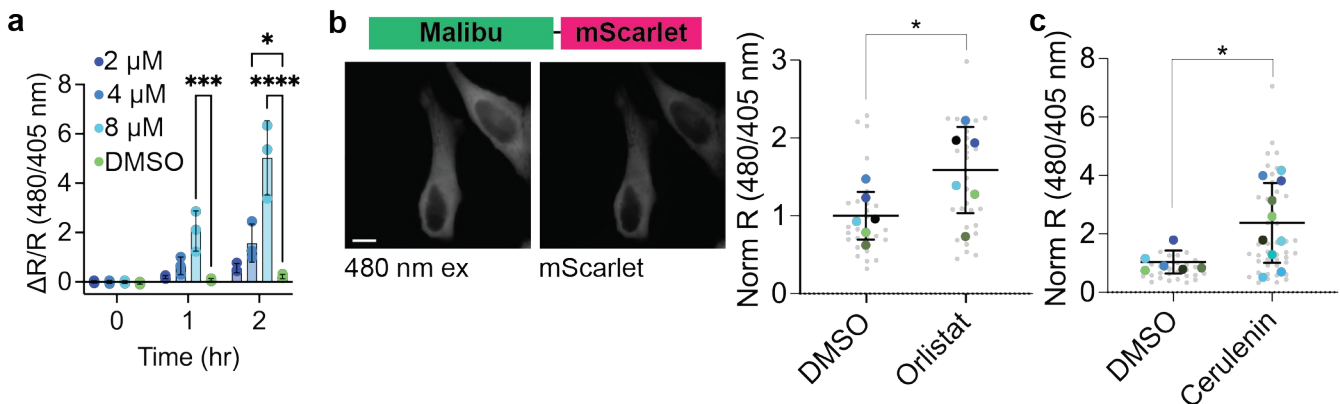 a
ΔR/R (480/405 nm)
8
6
4
2
0
2 µM
4 µM
8 µM
DMSO
*
***
****
0
1
2
Time (hr)
b
Malibu
mScarlet
480 nm ex
mScarlet
Norm R (480/405 nm)
3
2
1
0
*
DMSO
Orlistat
c
Norm R (480/405 nm)
8
6
4
2
0
*
DMSO
Cerulenin